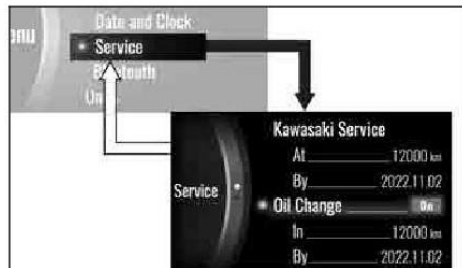 Date and Clock
Service
Kawasaki Service
At 12000 km
By 2022.11.02
Service
Oil Change On
In 12000 km
By 2022.11.02